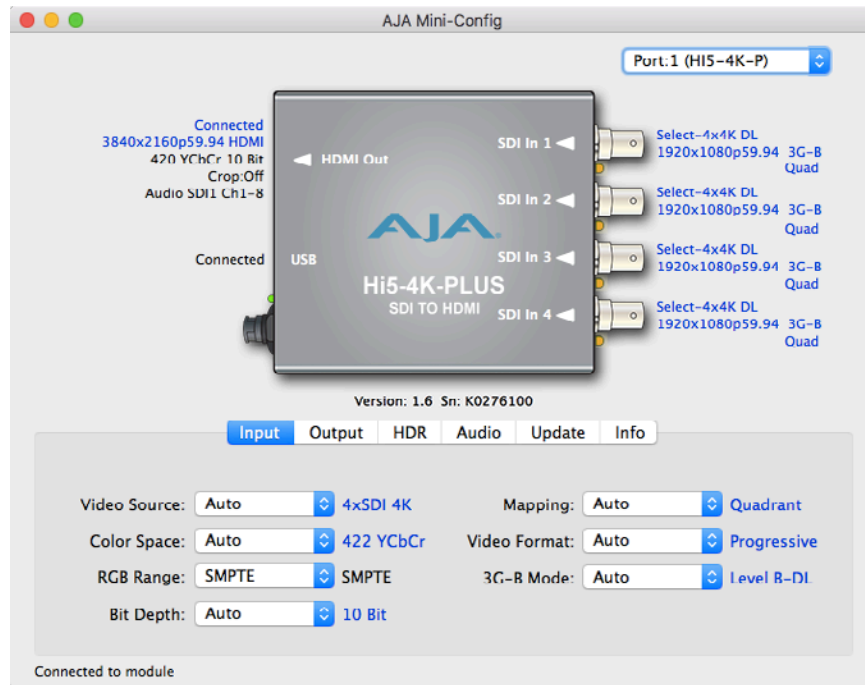 AJA Mini-Config
Port:1 (HI5-4K-P)
Connected
3840x2160p59.94 HDMI
420 YCbCr 10 Bit
Crop:Off
Audio SDI1 Ch1-8
Connected
HDMI Out
USB
AJA
Hi5-4K-PLUS
SDI TO HDMI
SDI In 1
SDI In 2
SDI In 3
SDI In 4
Select-4x4K DL
1920x1080p59.94 3G-B
Quad
Select-4x4K DL
1920x1080p59.94 3G-B
Quad
Select-4x4K DL
1920x1080p59.94 3G-B
Quad
Select-4x4K DL
1920x1080p59.94 3G-B
Quad
Version: 1.6 Sn: K0276100
Input Output HDR Audio Update Info
Video Source: Auto 4xSDI 4K Mapping: Auto Quadrant
Color Space: Auto 422 YCbCr Video Format: Auto Progressive
RGB Range: SMPTE SMPTE 3G-B Mode: Auto Level B-DL
Bit Depth: Auto 10 Bit
Connected to module